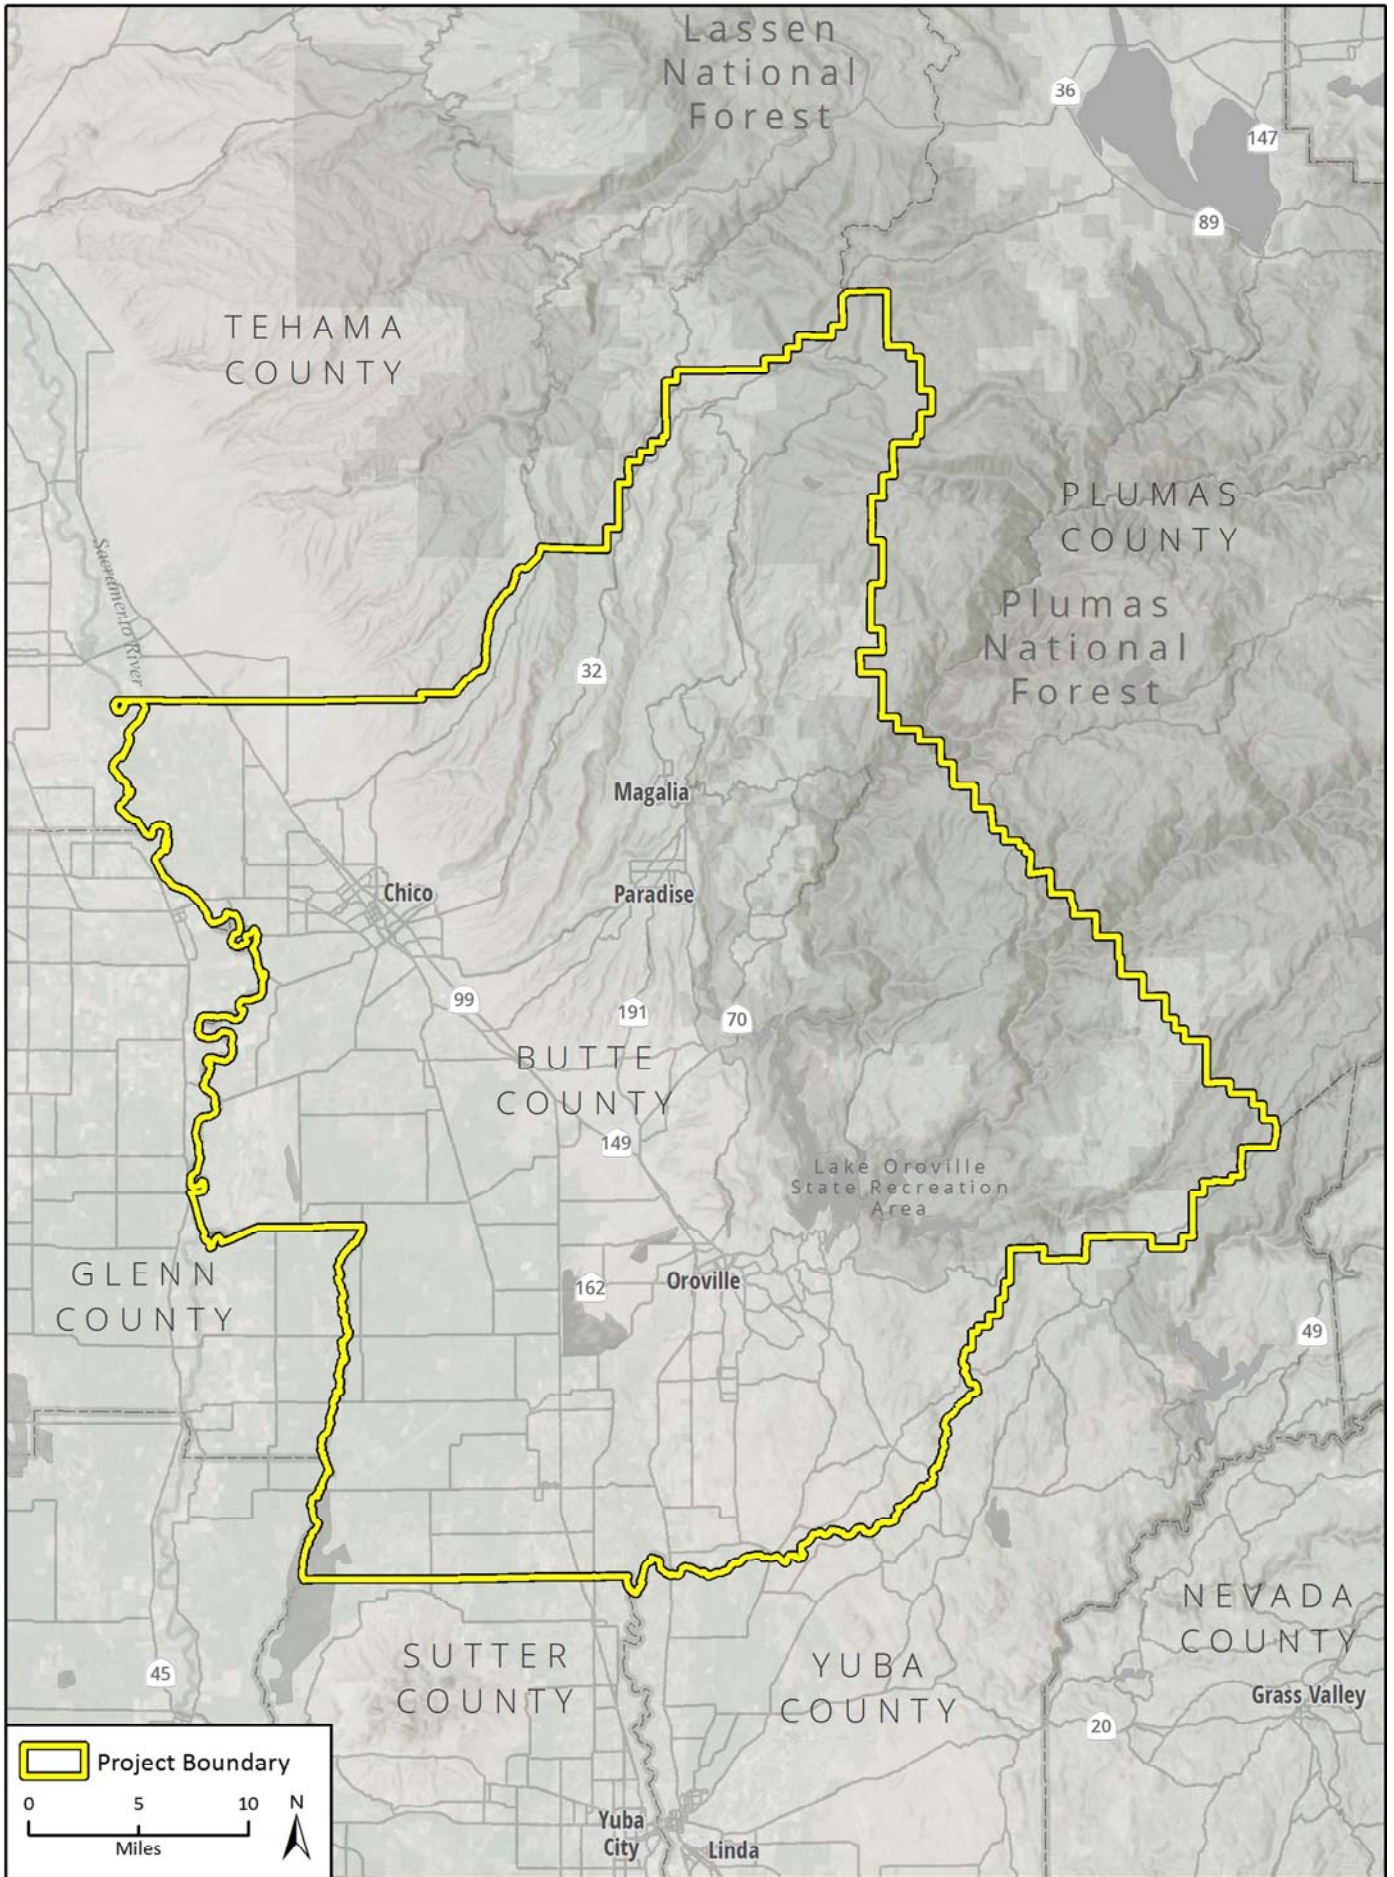 Lassen
National
Forest
36
147
89
TEHAMA
COUNTY
PLUMAS
COUNTY
Plumas
National
Forest
Sacramento River
32
Magalia
Chico
Paradise
99
191
70
BUTTE
COUNTY
149
Lake Oroville
State Recreation
Area
GLENN
COUNTY
162
Oroville
49
NEVADA
COUNTY
SUTTER
COUNTY
YUBA
COUNTY
45
Grass Valley
20
Yuba
City
Linda
Project Boundary
0 5 10
Miles
N